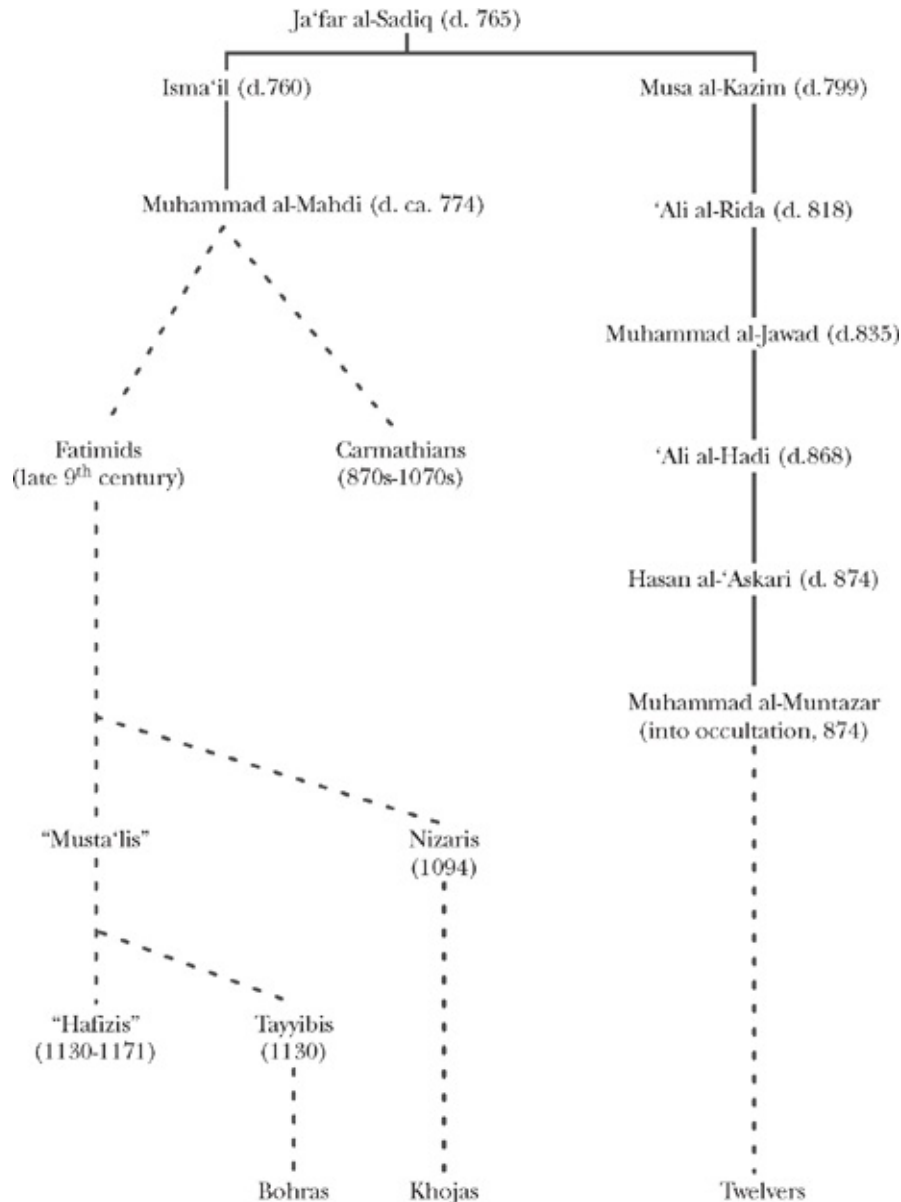 Ja‘far al-Sadiq (d. 765)
Isma‘il (d.760)
Musa al-Kazim (d.799)
Muhammad al-Mahdi (d. ca. 774)
‘Ali al-Rida (d. 818)
Muhammad al-Jawad (d.835)
Fatimids
(late 9th century)
Carmathians
(870s-1070s)
‘Ali al-Hadi (d.868)
Hasan al-‘Askari (d. 874)
Muhammad al-Muntazar
(into occultation, 874)
“Musta‘lis”
Nizaris
(1094)
“Hafizis”
(1130-1171)
Tayyibis
(1130)
Bohras
Khojas
Twelvers